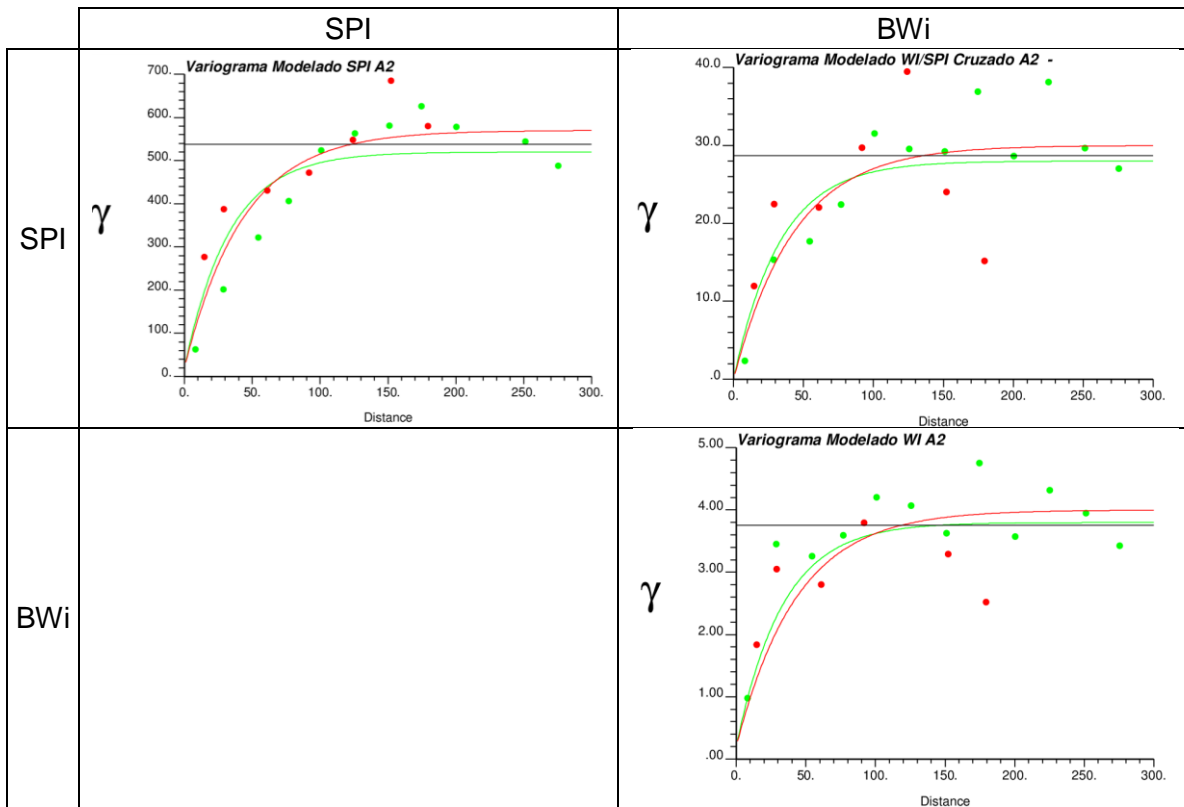 SPI BWi
SPI
Variograma Modelado SPI A2
γ
700.
600.
500.
400.
300.
200.
100.
0.
0. 50. 100. 150. 200. 250. 300.
Distance
Variograma Modelado WI/SPI Cruzado A2 -
γ
40.0
30.0
20.0
10.0
.0
0. 50. 100. 150. 200. 250. 300.
Distance
BWi
Variograma Modelado WI A2
γ
5.00
4.00
3.00
2.00
1.00
.00
0. 50. 100. 150. 200. 250. 300.
Distance